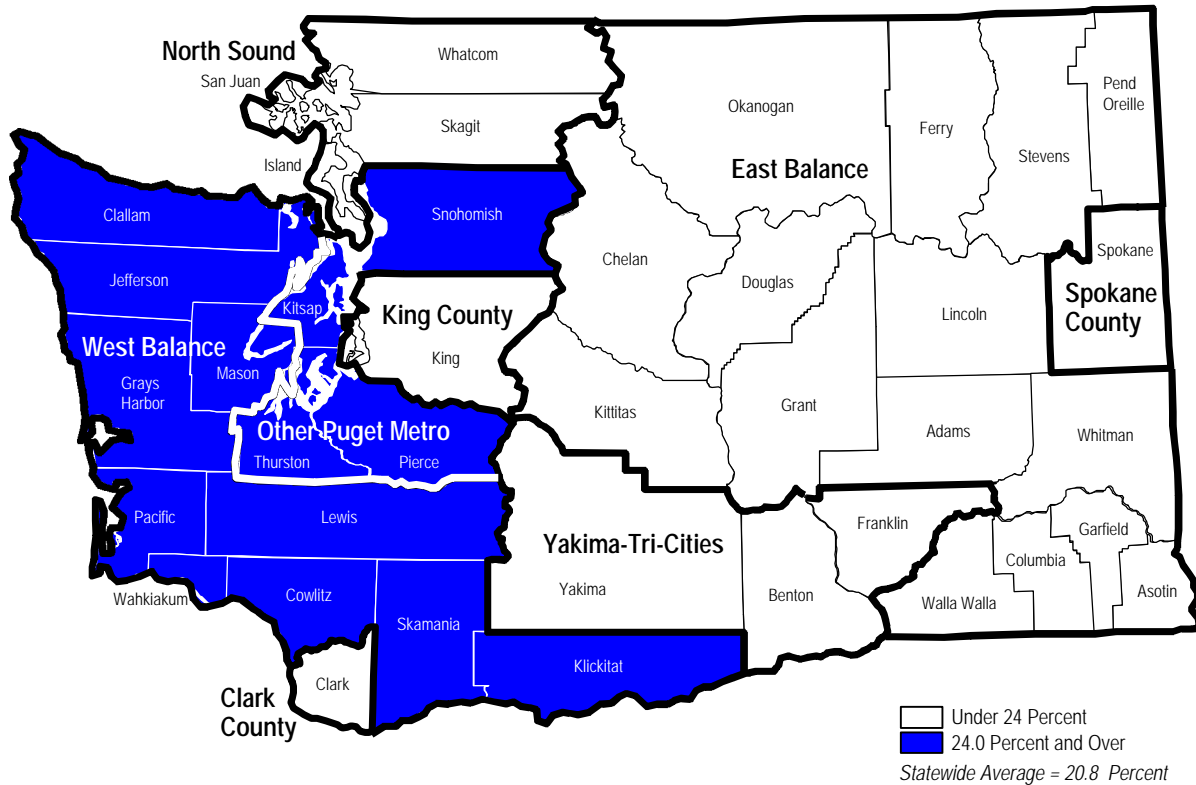 North Sound
San Juan
Whatcom
Skagit
Island
Okanogan
Ferry
Stevens
Pend
Oreille
East Balance
Clallam
Snohomish
Jefferson
Kitsap
Chelan
Douglas
Lincoln
Spokane
Spokane
County
King County
King
West Balance
Mason
Grays
Harbor
Other Puget Metro
Thurston
Pierce
Kittitas
Grant
Adams
Whitman
Pacific
Lewis
Yakima-Tri-Cities
Yakima
Franklin
Benton
Garfield
Columbia
Walla Walla
Asotin
Wahkiakum
Cowlitz
Skamania
Klickitat
Clark
Clark
County
Under 24 Percent
24.0 Percent and Over
Statewide Average = 20.8 Percent